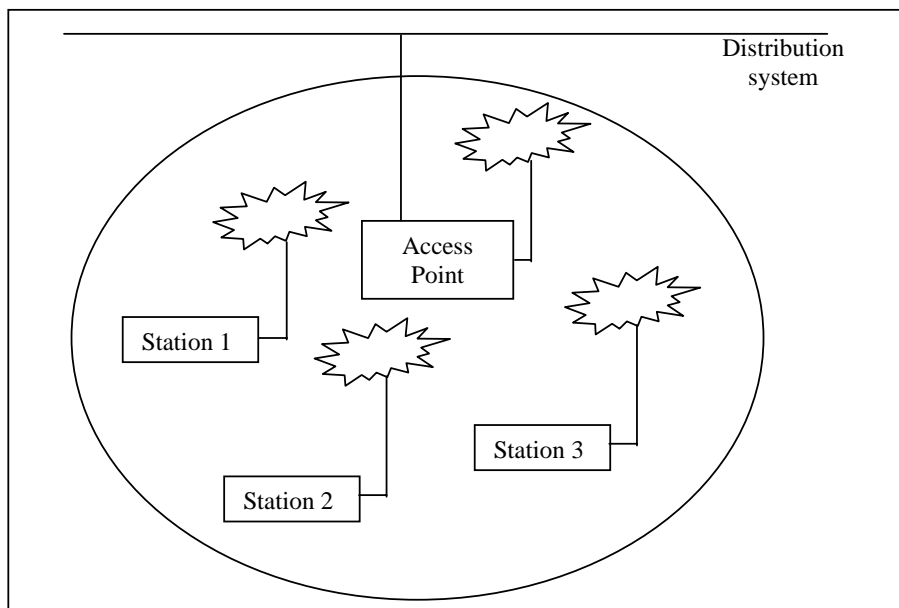 Distribution
system
Access
Point
Station 1
Station 2
Station 3